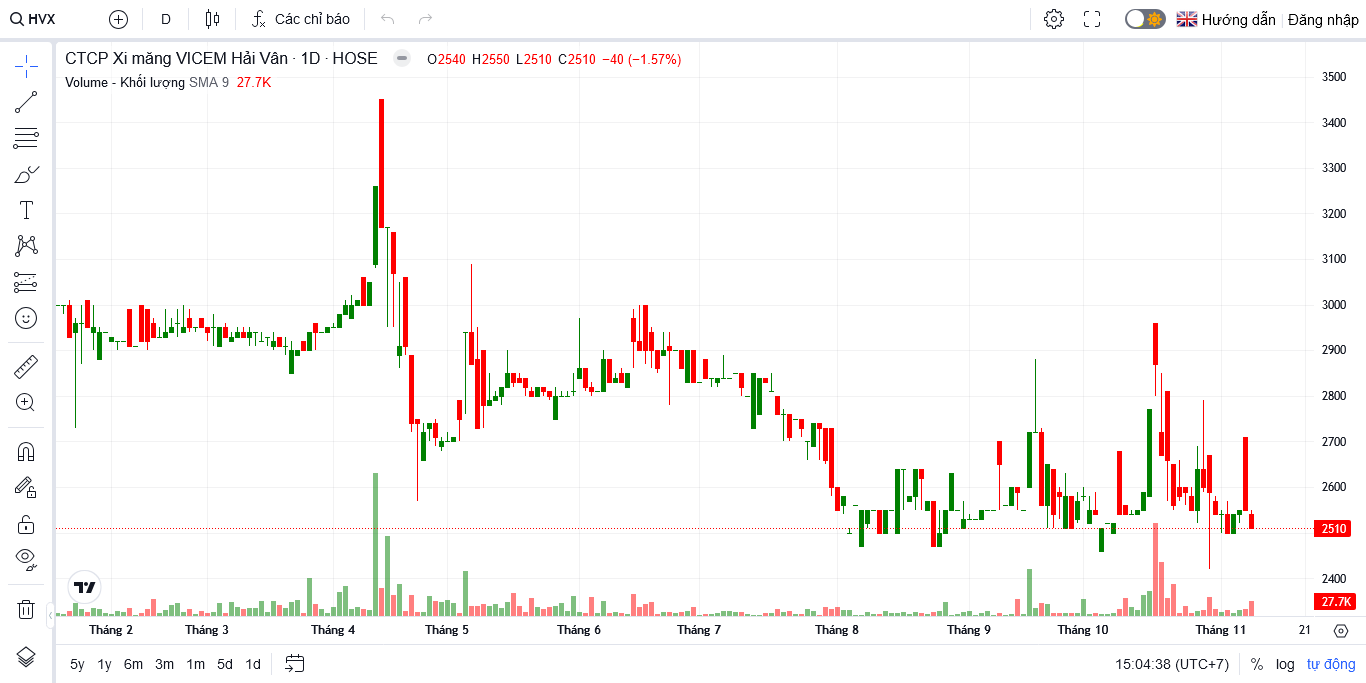 HVX D Các chỉ báo Hướng dẫn Đăng nhập
CTCP Xi măng VICEM Hải Vân · 1D · HOSE O2540 H2550 L2510 C2510 −40 (−1.57%)
Volume - Khối lượng SMA 9 27.7K
3500
3400
3300
3200
3100
3000
2900
2800
2700
2600
2510
2400
27.7K
Tháng 2 Tháng 3 Tháng 4 Tháng 5 Tháng 6 Tháng 7 Tháng 8 Tháng 9 Tháng 10 Tháng 11 21
5y 1y 6m 3m 1m 5d 1d 15:04:38 (UTC+7) % log tự động